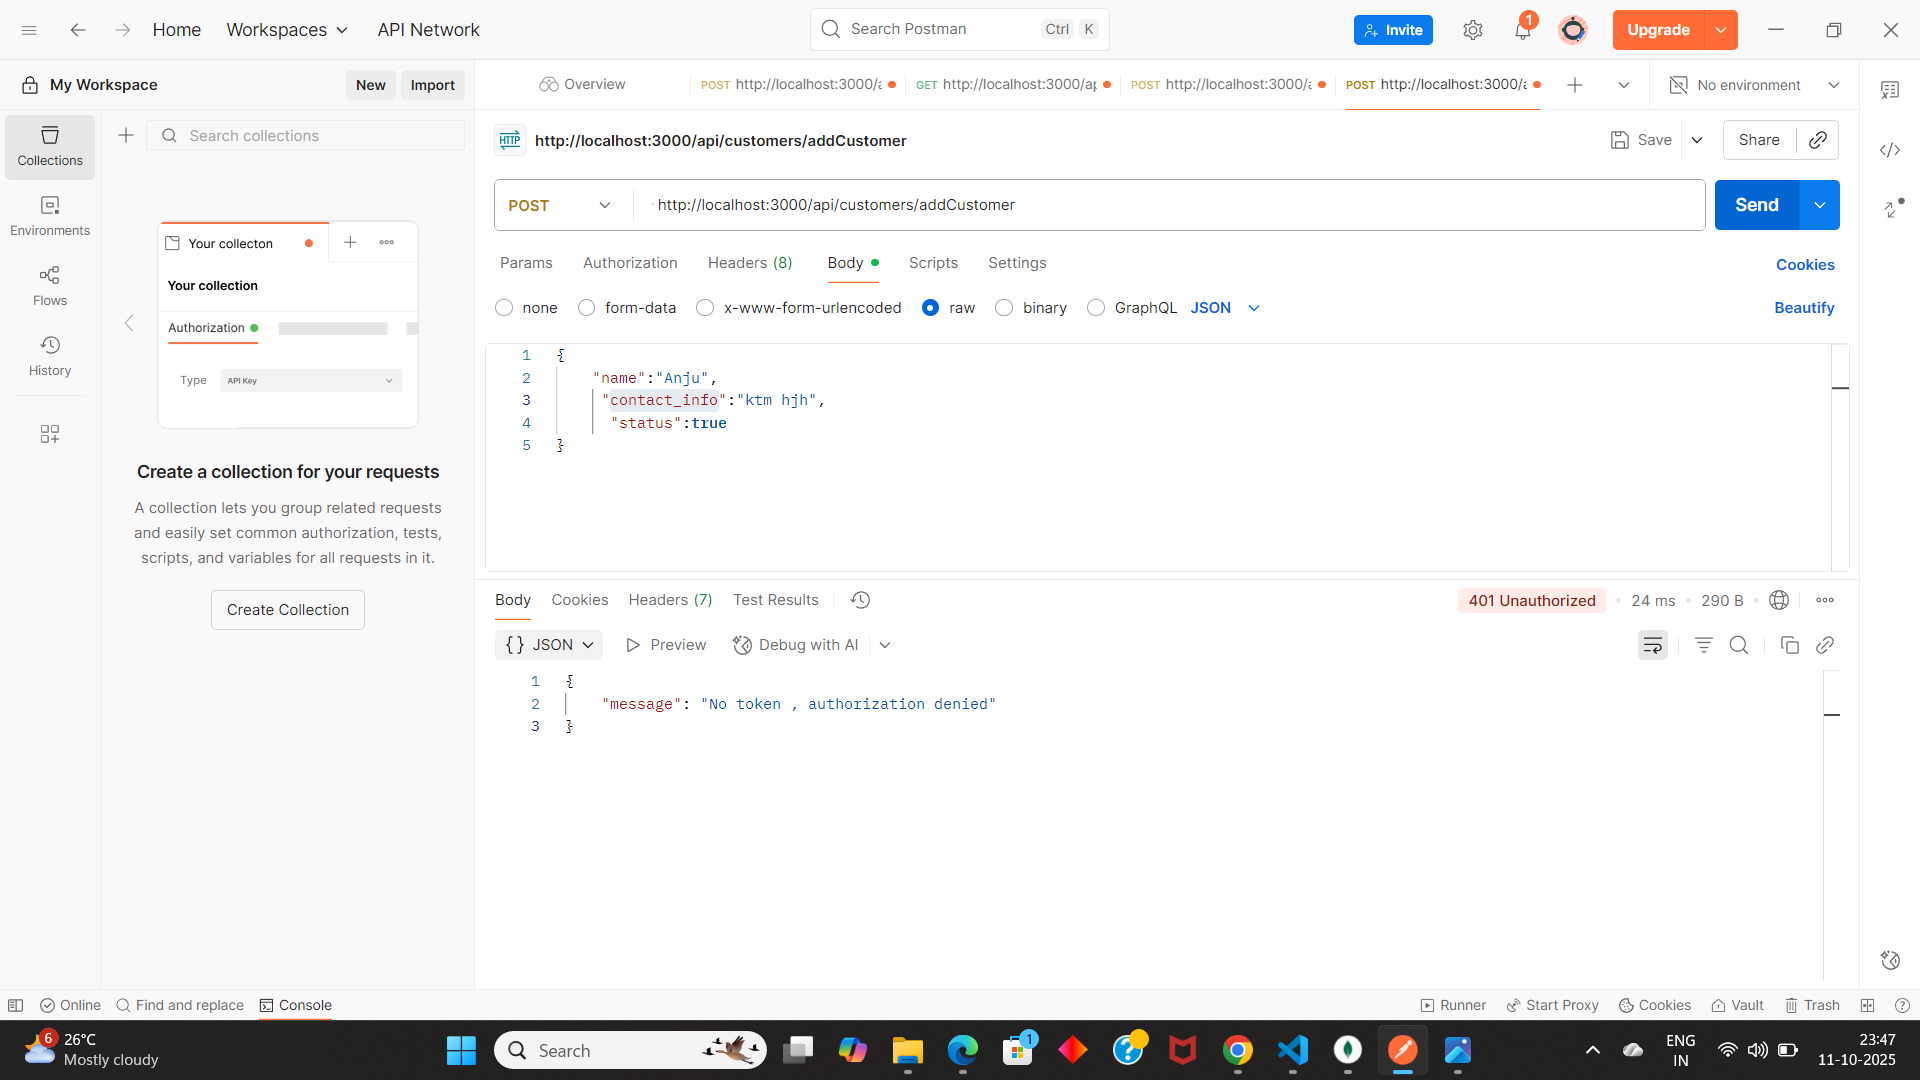 Home
Workspaces
API Network
Search Postman
Ctrl
K
Invite
1
Upgrade
My Workspace
New
Import
Overview
POST http://localhost:3000/a
GET http://localhost:3000/ap
POST http://localhost:3000/a
POST http://localhost:3000/a
No environment
Collections
Environments
Flows
History
Search collections
Your collecton
Your collection
Authorization
Type
API Key
Create a collection for your requests
A collection lets you group related requests
and easily set common authorization, tests,
scripts, and variables for all requests in it.
Create Collection
HTTP
http://localhost:3000/api/customers/addCustomer
Save
Share
POST
http://localhost:3000/api/customers/addCustomer
Send
Params
Authorization
Headers (8)
Body
Scripts
Settings
Cookies
none
form-data
x-www-form-urlencoded
raw
binary
GraphQL
JSON
Beautify
1 {
2 "name":"Anju",
3 "contact_info":"ktm hjh",
4 "status":true
5 }
Body
Cookies
Headers (7)
Test Results
401 Unauthorized
24 ms
290 B
{} JSON
Preview
Debug with AI
1 {
2 "message": "No token , authorization denied"
3 }
Online
Find and replace
Console
Runner
Start Proxy
Cookies
Vault
Trash
6
26°C
Mostly cloudy
Search
1
ENG
IN
23:47
11-10-2025